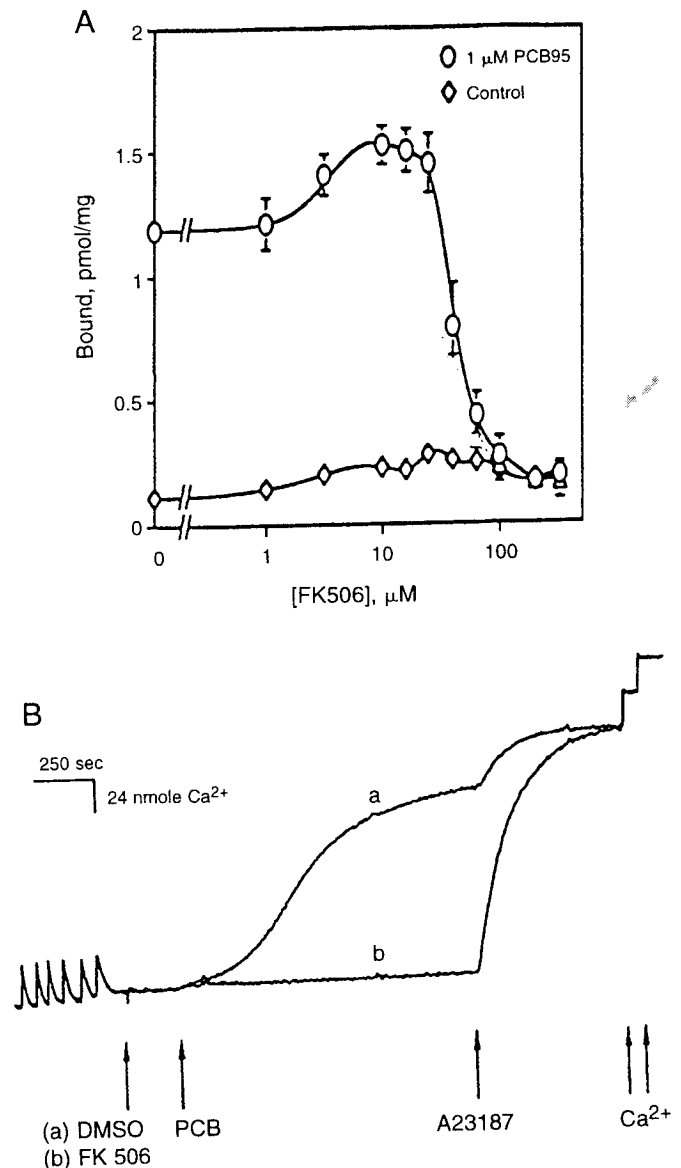 A
2
1 μM PCB95
Control
1.5
1
0.5
0
Bound, pmol/mg
0 1 10 100
[FK506], μM
B
250 sec
24 nmole Ca²⁺
a
b
(a) DMSO PCB A23187 Ca²⁺
(b) FK 506